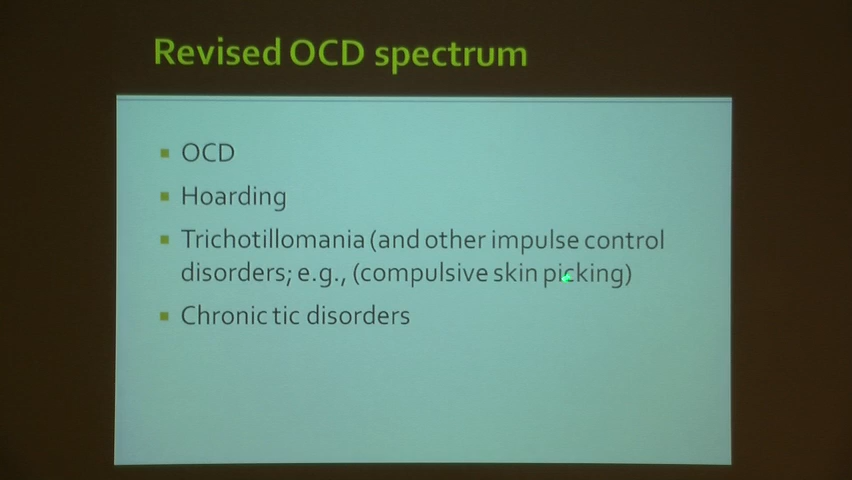 Revised OCD spectrum
OCD
Hoarding
Trichotillomania (and other impulse control
disorders; e.g., (compulsive skin picking)
Chronic tic disorders